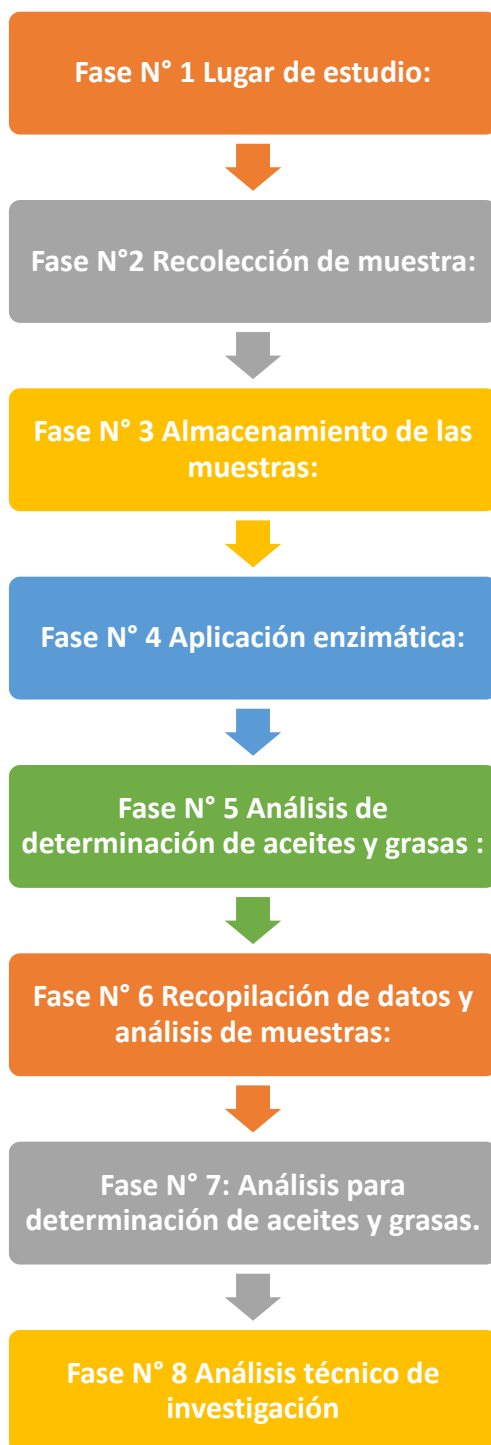 Fase N° 1 Lugar de estudio:
Fase N°2 Recolección de muestra:
Fase N° 3 Almacenamiento de las
muestras:
Fase N° 4 Aplicación enzimática:
Fase N° 5 Análisis de
determinación de aceites y grasas :
Fase N° 6 Recopilación de datos y
análisis de muestras:
Fase N° 7: Análisis para
determinación de aceites y grasas.
Fase N° 8 Análisis técnico de
investigación